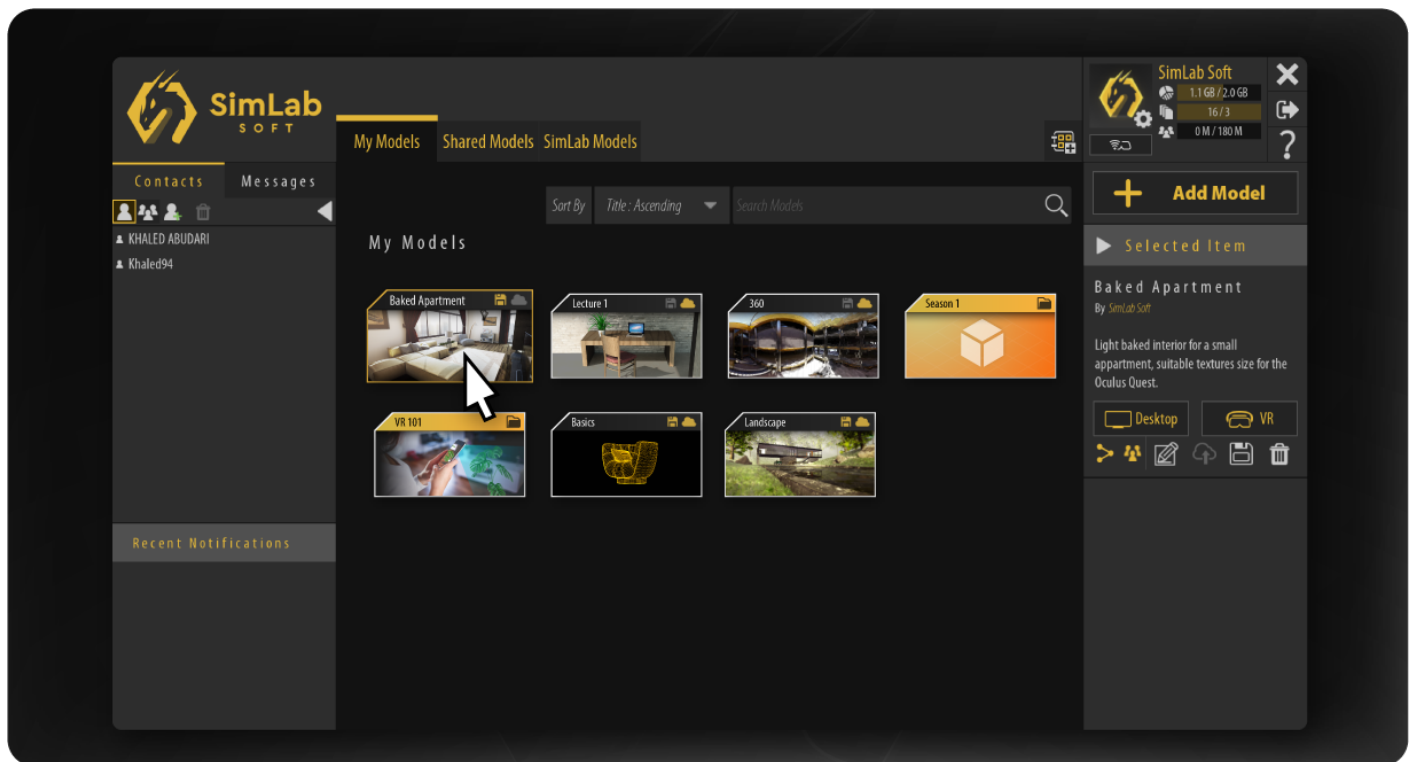 SimLab
SOFT
My Models
Shared Models
SimLab Models
SimLab Soft
1.1 GB / 2.0 GB
16 / 3
0 M / 180 M
?
Contacts
Messages
KHALED ABUDARI
Khaled94
Recent Notifications
Sort By
Title : Ascending
Search Models
My Models
Baked Apartment
Lecture 1
360
Season 1
VR 101
Basics
Landscape
Add Model
Selected Item
Baked Apartment
By SimLab Soft
Light baked interior for a small
apartment, suitable textures size for the
Oculus Quest.
Desktop
VR